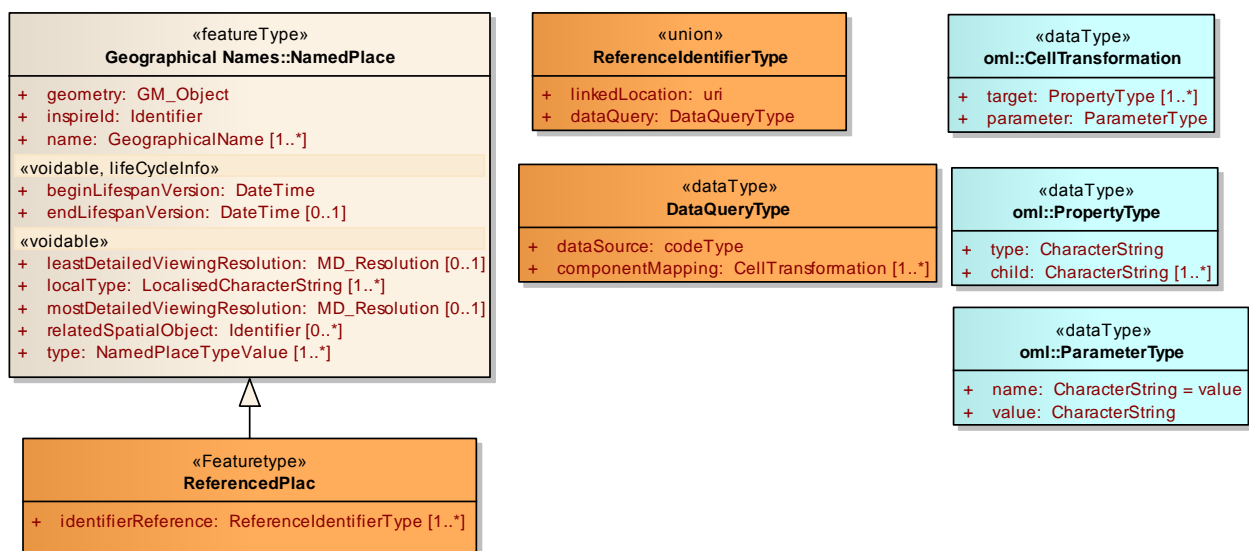 «featureType»
Geographical Names::NamedPlace
+ geometry: GM_Object
+ inspireId: Identifier
+ name: GeographicalName [1..*]
«voidable, lifeCycleInfo»
+ beginLifespanVersion: DateTime
+ endLifespanVersion: DateTime [0..1]
«voidable»
+ leastDetailedViewingResolution: MD_Resolution [0..1]
+ localType: LocalisedCharacterString [1..*]
+ mostDetailedViewingResolution: MD_Resolution [0..1]
+ relatedSpatialObject: Identifier [0..*]
+ type: NamedPlaceTypeValue [1..*]
«Featuretype»
ReferencedPlac
+ identifierReference: ReferenceIdentifierType [1..*]
«union»
ReferenceIdentifierType
+ linkedLocation: uri
+ dataQuery: DataQueryType
«dataType»
DataQueryType
+ dataSource: codeType
+ componentMapping: CellTransformation [1..*]
«dataType»
oml::CellTransformation
+ target: PropertyType [1..*]
+ parameter: ParameterType
«dataType»
oml::PropertyType
+ type: CharacterString
+ child: CharacterString [1..*]
«dataType»
oml::ParameterType
+ name: CharacterString = value
+ value: CharacterString